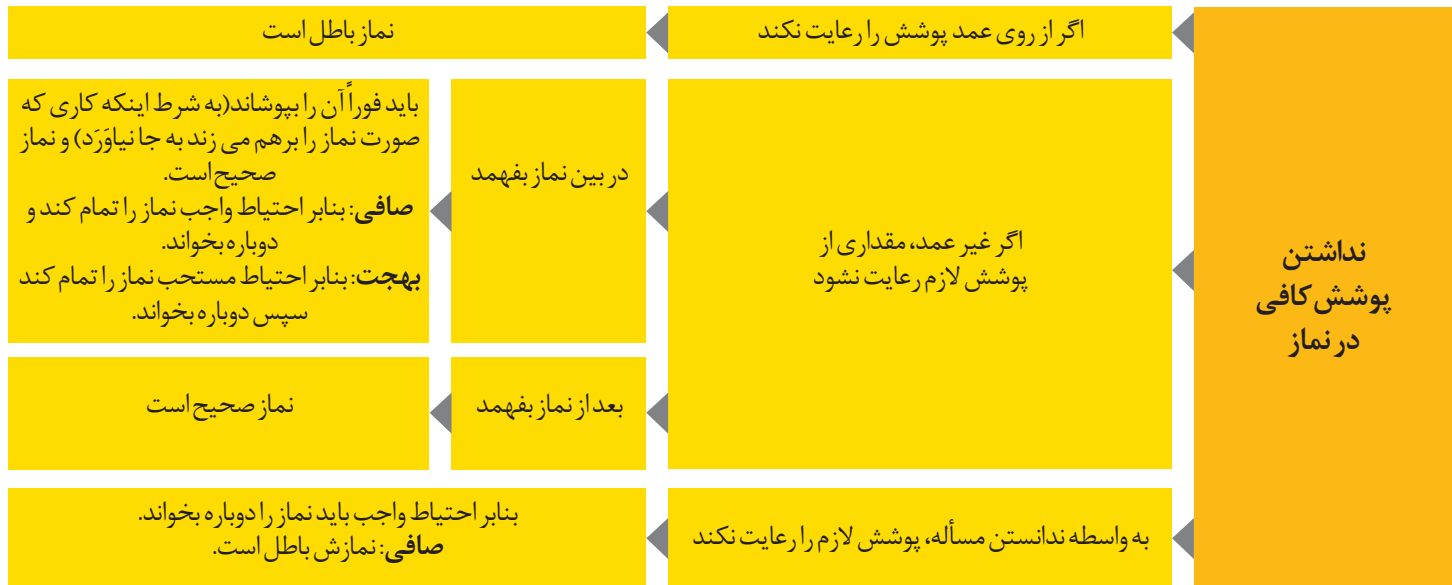 نداشتن
پوشش کافی
در نماز
اگر از روی عمد پوشش را رعایت نکند
نماز باطل است
اگر غیر عمد، مقداری از
پوشش لازم رعایت نشود
در بین نماز بفهمد
باید فوراً آن را بپوشاند(به شرط اینکه کاری که
صورت نماز را برهم می زند به جا نیاوَرَد) و نماز
صحیح است.
صافی: بنابر احتیاط واجب نماز را تمام کند و
دوباره بخواند.
بهجت: بنابر احتیاط مستحب نماز را تمام کند
سپس دوباره بخواند.
بعد از نماز بفهمد
نماز صحیح است
به واسطه ندانستن مسأله، پوشش لازم را رعایت نکند
بنابر احتیاط واجب باید نماز را دوباره بخواند.
صافی: نمازش باطل است.